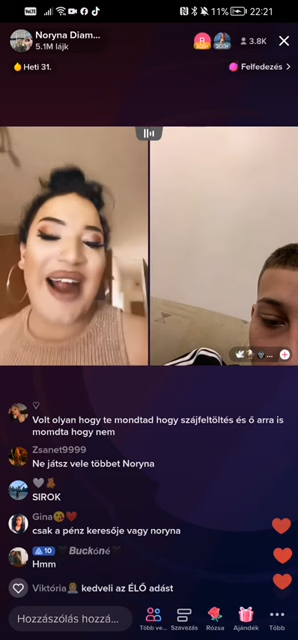 11% 22:21
Noryna Diam...
5.1M lájk
3.8K
Heti 31.
Felfedezés >
♡
Volt olyan hogy te mondtad hogy szájfeltöltés és ő arra is
momdta hogy nem
Zsanet9999
Ne játsz vele többet Noryna
SIROK
Gina
csak a pénz keresője vagy noryna
10 Buckóné
Hmm
Viktória kedveli az ÉLŐ adást
Hozzászólás hozzá...
Több ve... Szavazás Rózsa Ajándék Több